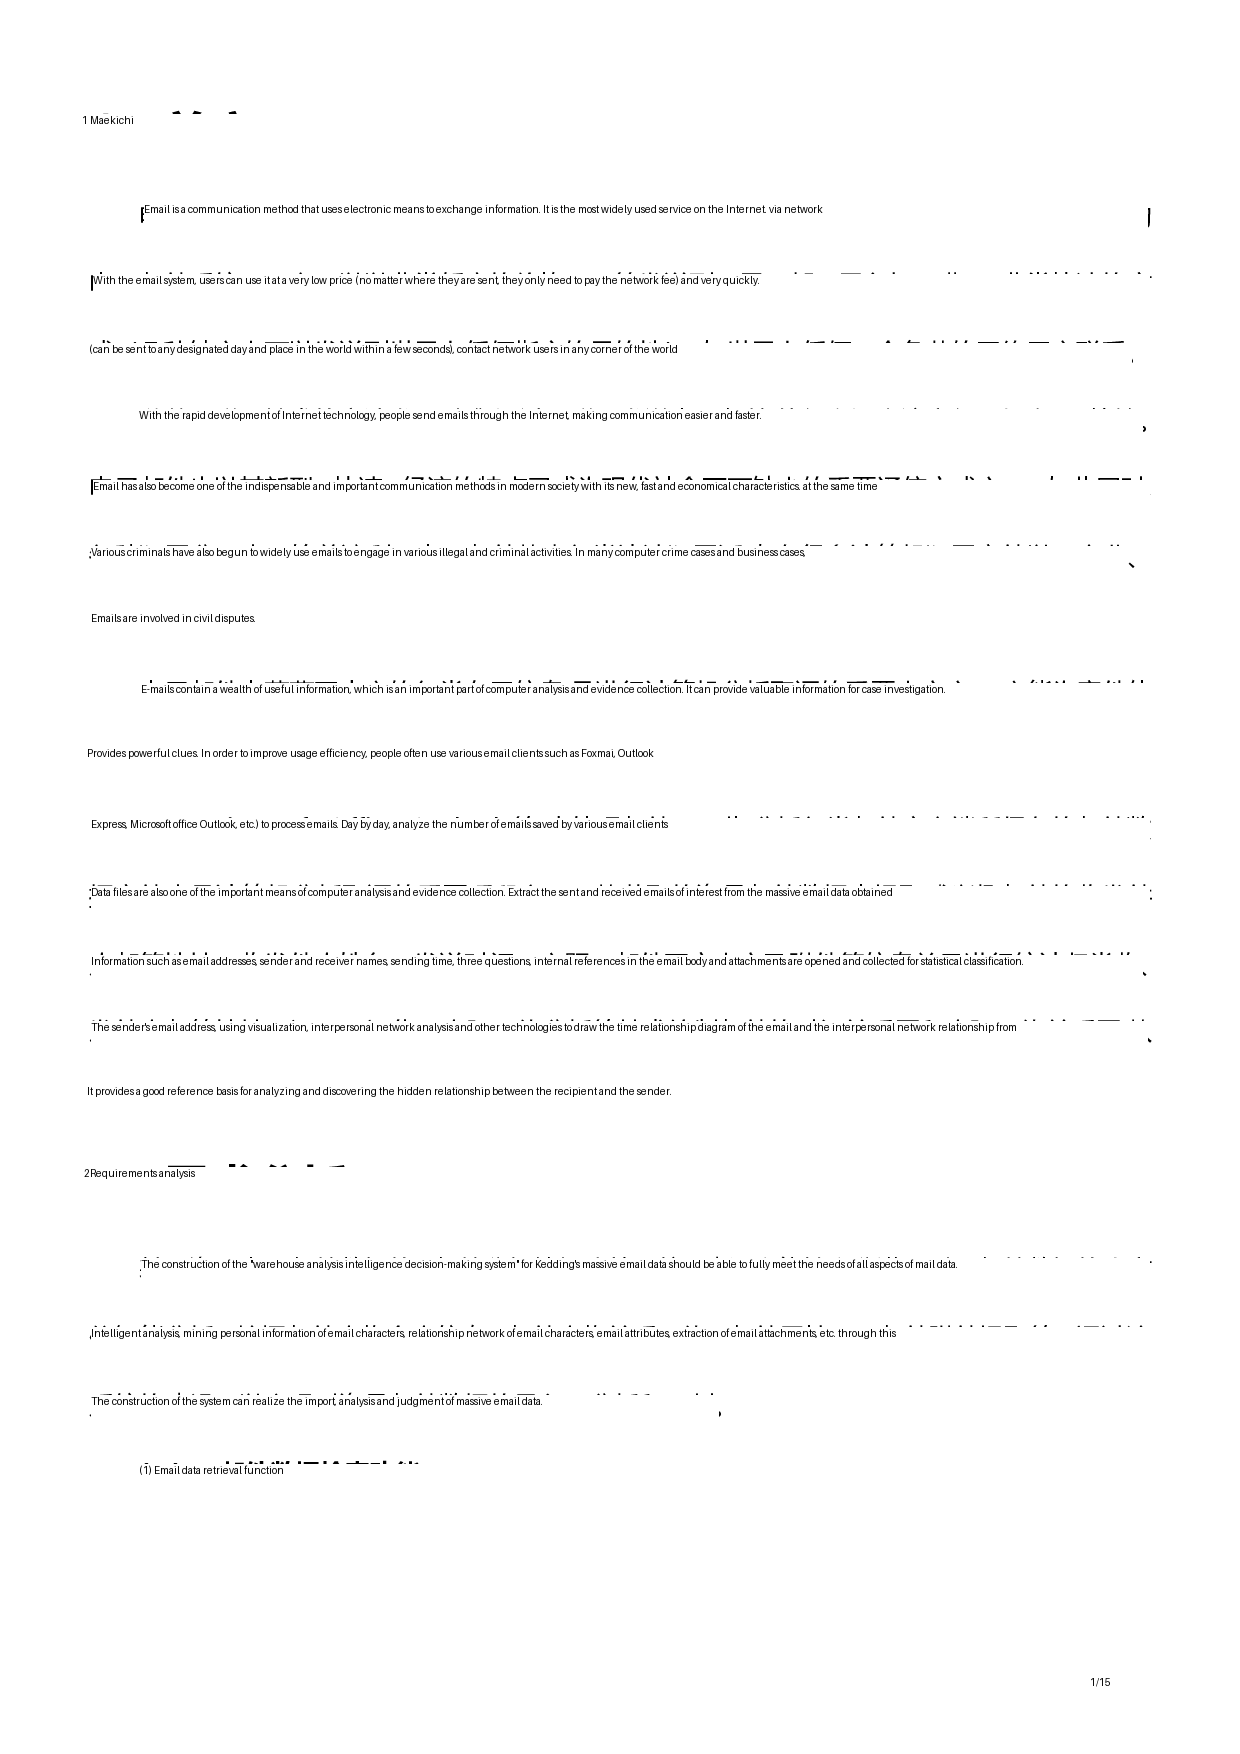 1 Maekichi
Email is a communication method that uses electronic means to exchange information. It is the most widely used service on the Internet. via network
With the email system, users can use it at a very low price (no matter where they are sent, they only need to pay the network fee) and very quickly.
(can be sent to any designated day and place in the world within a few seconds), contact network users in any corner of the world
With the rapid development of Internet technology, people send emails through the Internet, making communication easier and faster.
Email has also become one of the indispensable and important communication methods in modern society with its new, fast and economical characteristics. at the same time
Various criminals have also begun to widely use emails to engage in various illegal and criminal activities. In many computer crime cases and business cases,
Emails are involved in civil disputes.
E-mails contain a wealth of useful information, which is an important part of computer analysis and evidence collection. It can provide valuable information for case investigation.
Provides powerful clues. In order to improve usage efficiency, people often use various email clients such as Foxmai, Outlook
Express, Microsoft office Outlook, etc.) to process emails. Day by day, analyze the number of emails saved by various email clients
Data files are also one of the important means of computer analysis and evidence collection. Extract the sent and received emails of interest from the massive email data obtained
Information such as email addresses, sender and receiver names, sending time, three questions, internal references in the email body and attachments are opened and collected for statistical classification.
The sender's email address, using visualization, interpersonal network analysis and other technologies to draw the time relationship diagram of the email and the interpersonal network relationship from
It provides a good reference basis for analyzing and discovering the hidden relationship between the recipient and the sender.
2Requirements analysis
The construction of the "warehouse analysis intelligence decision-making system" for Kedding's massive email data should be able to fully meet the needs of all aspects of mail data.
Intelligent analysis, mining personal information of email characters, relationship network of email characters, email attributes, extraction of email attachments, etc. through this
The construction of the system can realize the import, analysis and judgment of massive email data.
(1) Email data retrieval function
1/15